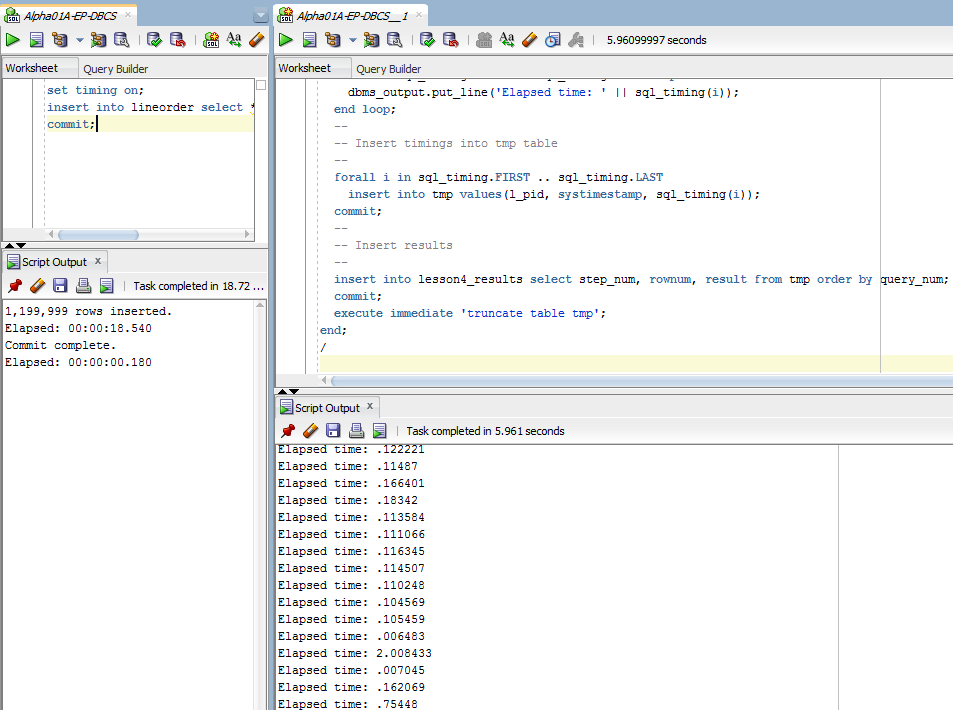 Alpha01A-EP-DBCS
Worksheet
Query Builder
set timing on;
insert into lineorder select *
commit;
Script Output
Task completed in 18.72 ...
1,199,999 rows inserted.
Elapsed: 00:00:18.540
Commit complete.
Elapsed: 00:00:00.180
Alpha01A-EP-DBCS__1
5.96099997 seconds
Worksheet
Query Builder
dbms_output.put_line('Elapsed time: ' || sql_timing(i));
end loop;
--
-- Insert timings into tmp table
--
forall i in sql_timing.FIRST .. sql_timing.LAST
insert into tmp values(l_pid, systimestamp, sql_timing(i));
commit;
--
-- Insert results
--
insert into lesson4_results select step_num, rownum, result from tmp order by query_num;
commit;
execute immediate 'truncate table tmp';
end;
/
Script Output
Task completed in 5.961 seconds
Elapsed time: .122221
Elapsed time: .11487
Elapsed time: .166401
Elapsed time: .18342
Elapsed time: .113584
Elapsed time: .111066
Elapsed time: .116345
Elapsed time: .114507
Elapsed time: .110248
Elapsed time: .104569
Elapsed time: .105459
Elapsed time: .006483
Elapsed time: 2.008433
Elapsed time: .007045
Elapsed time: .162069
Elapsed time: .75448